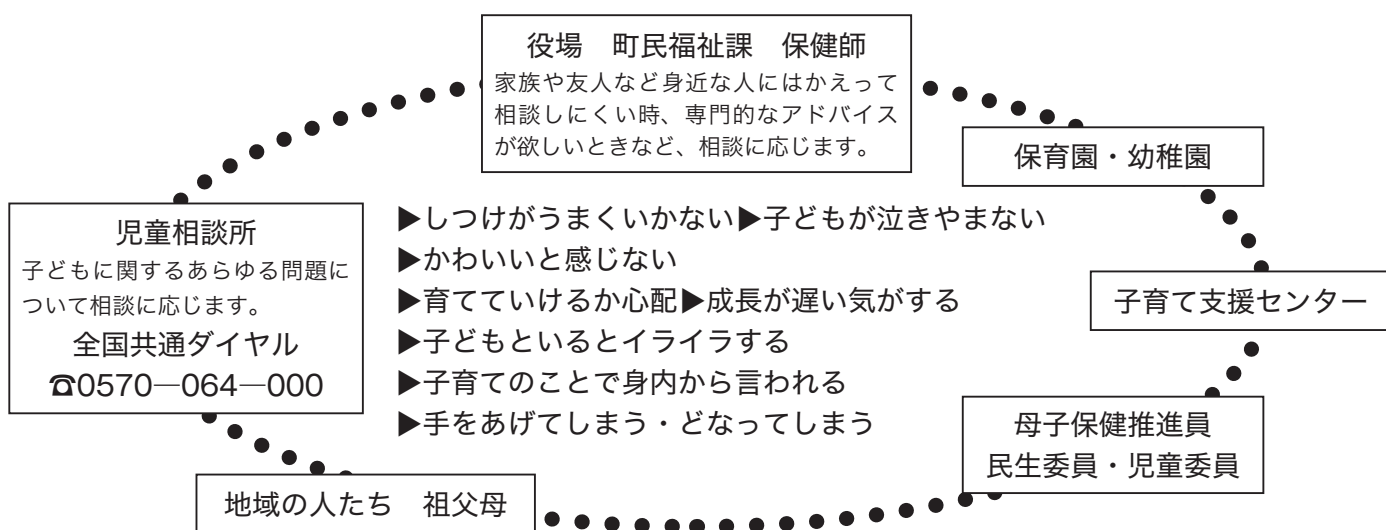 役場　町民福祉課　保健師
家族や友人など身近な人にはかえって
相談しにくい時、専門的なアドバイス
が欲しいときなど、相談に応じます。
保育園・幼稚園
児童相談所
子どもに関するあらゆる問題に
ついて相談に応じます。
全国共通ダイヤル
☎0570―064―000
▶しつけがうまくいかない▶子どもが泣きやまない
▶かわいいと感じない
▶育てていけるか心配▶成長が遅い気がする
▶子どもといるとイライラする
▶子育てのことで身内から言われる
▶手をあげてしまう・どなってしまう
子育て支援センター
母子保健推進員
民生委員・児童委員
地域の人たち　祖父母